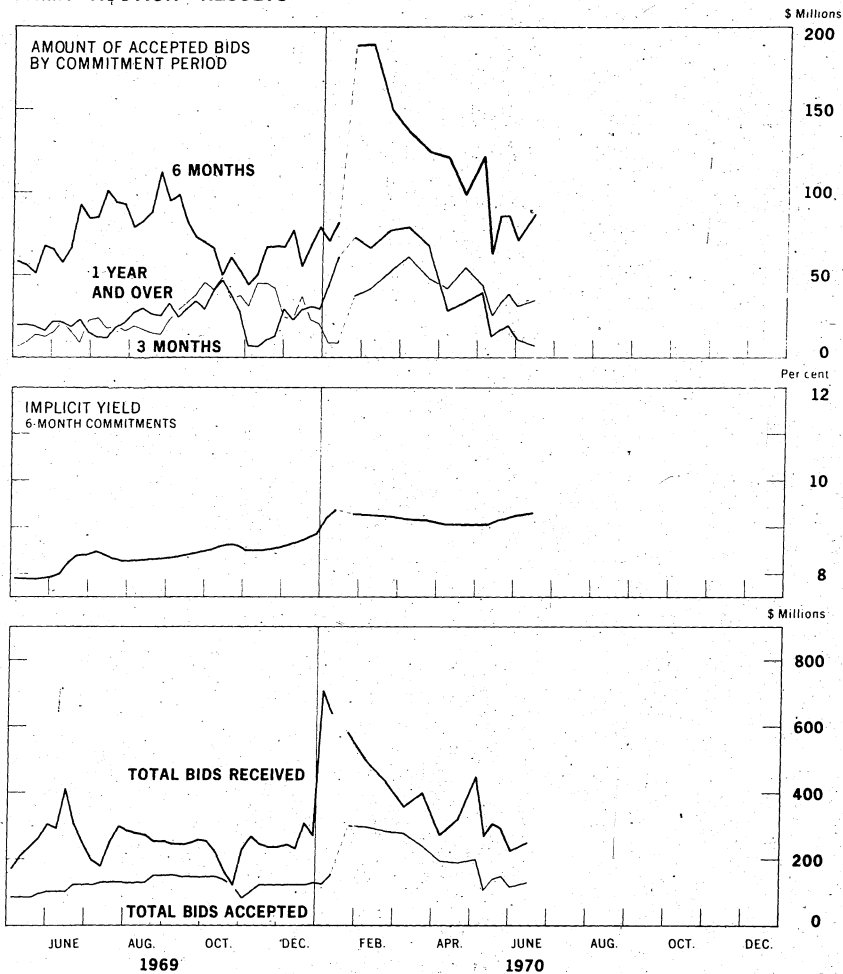 $ Millions
AMOUNT OF ACCEPTED BIDS
BY COMMITMENT PERIOD
200
150
6 MONTHS
100
1 YEAR
AND OVER
50
3 MONTHS
0
Per cent
IMPLICIT YIELD
6-MONTH COMMITMENTS
12
10
8
$ Millions
800
600
TOTAL BIDS RECEIVED
400
200
TOTAL BIDS ACCEPTED
0
JUNE AUG. OCT. DEC. FEB. APR. JUNE AUG. OCT. DEC.
1969 1970